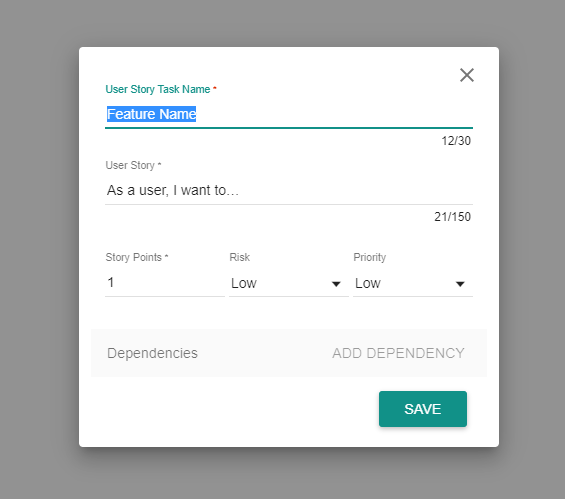 User Story Task Name *
Feature Name
12/30
User Story *
As a user, I want to...
21/150
Story Points * Risk Priority
1 Low Low
Dependencies ADD DEPENDENCY
SAVE